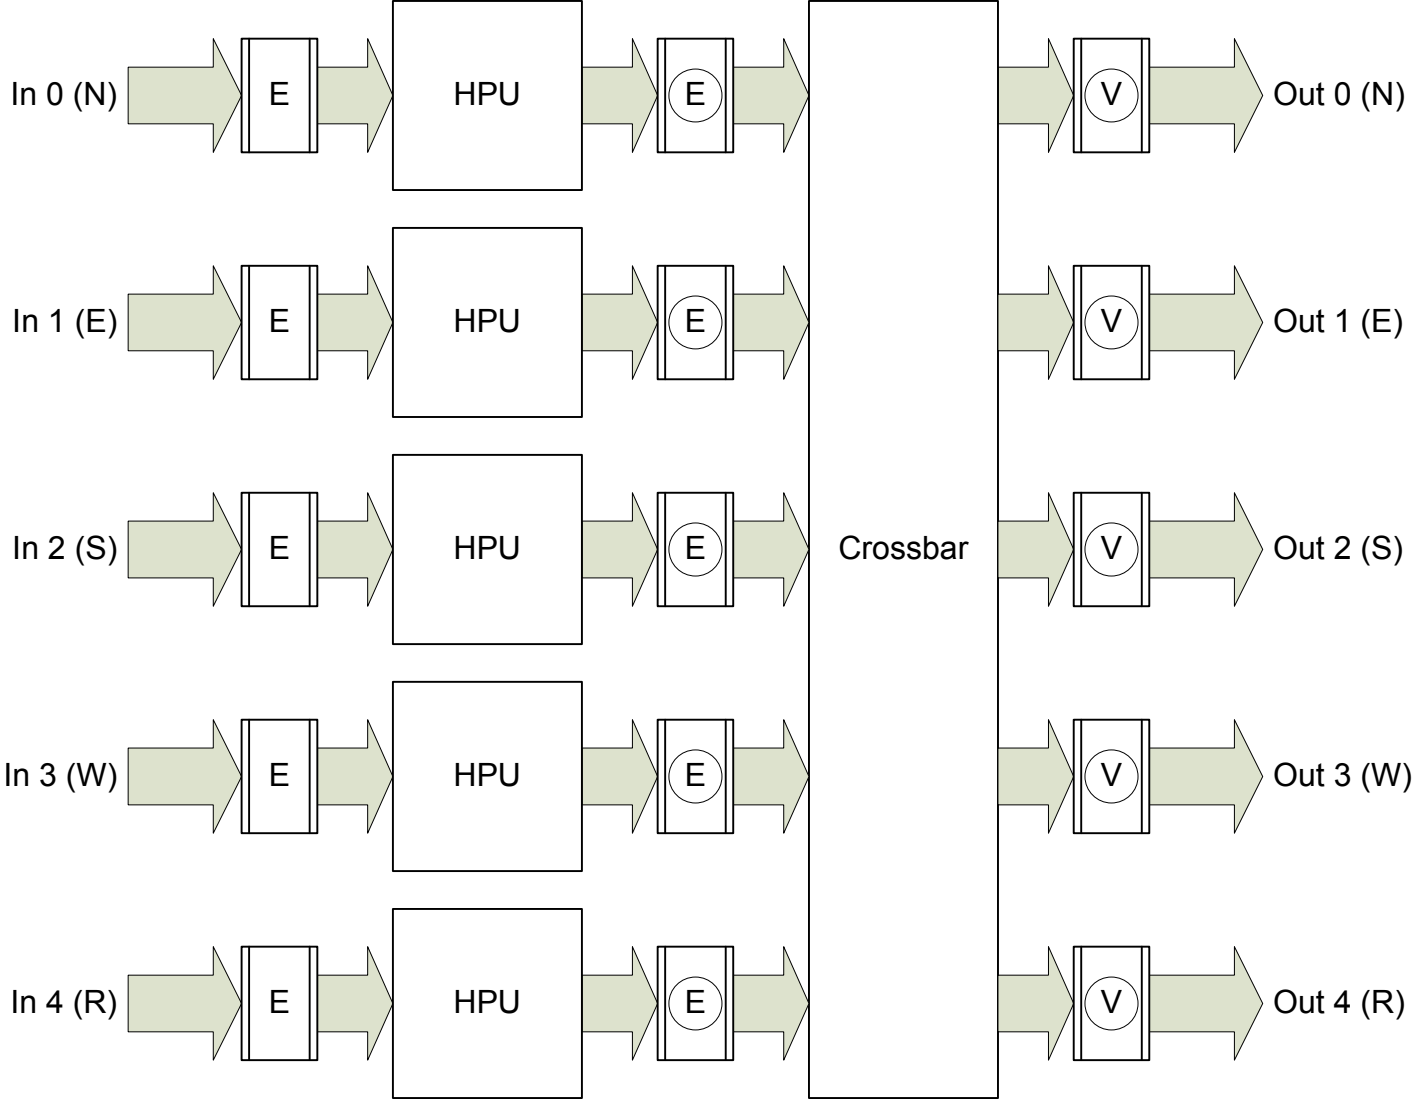 In 0 (N) E HPU E V Out 0 (N)
In 1 (E) E HPU E V Out 1 (E)
In 2 (S) E HPU E Crossbar V Out 2 (S)
In 3 (W) E HPU E V Out 3 (W)
In 4 (R) E HPU E V Out 4 (R)